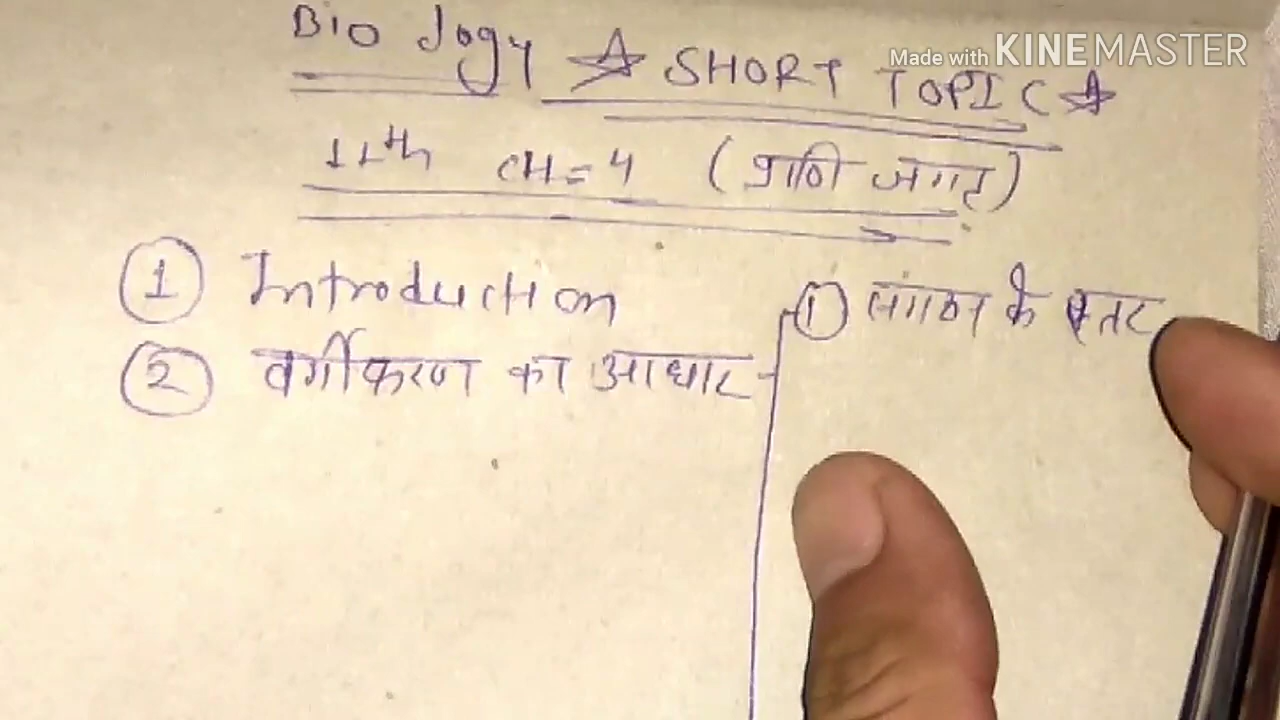 Biology ☆ SHORT TOPIC ☆
Made with KINEMASTER
11th CH = 4 (प्राणी जगत)
① Introduction
② वर्गीकरण का आधार
① संगठन के स्तर